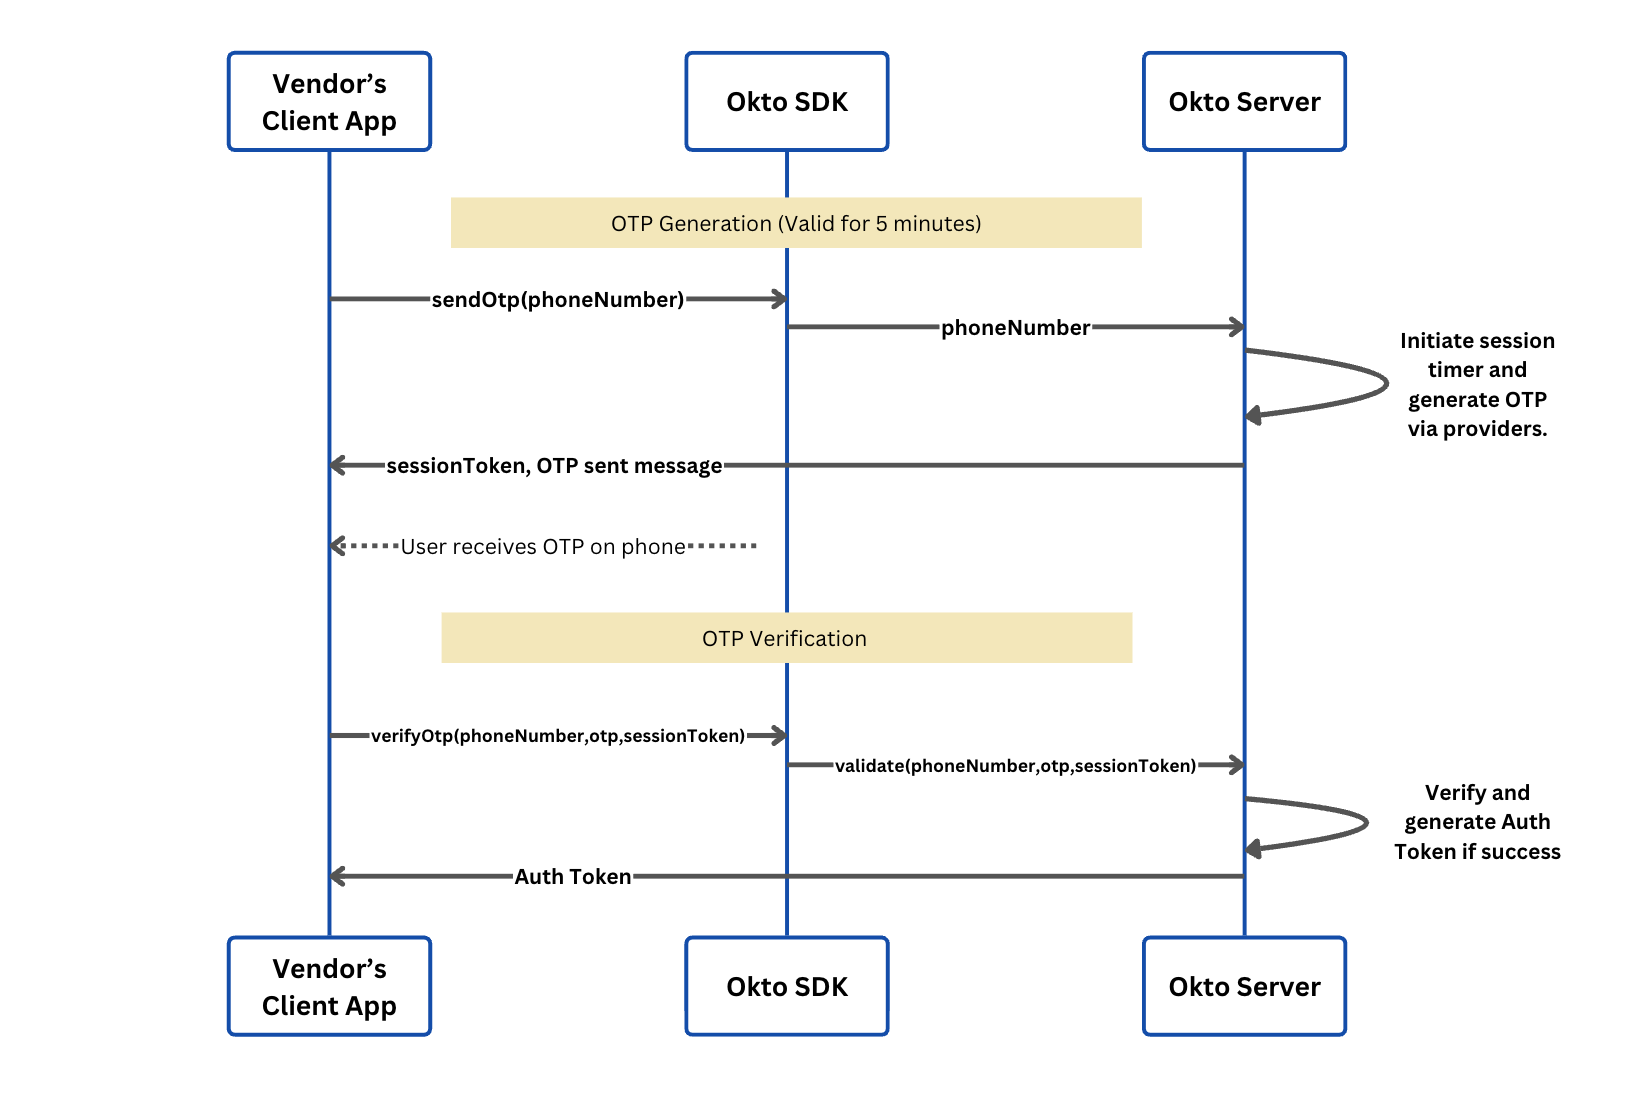 Vendor’s
Client App
Okto SDK
Okto Server
OTP Generation (Valid for 5 minutes)
sendOtp(phoneNumber)
phoneNumber
Initiate session
timer and
generate OTP
via providers.
sessionToken, OTP sent message
User receives OTP on phone
OTP Verification
verifyOtp(phoneNumber,otp,sessionToken)
validate(phoneNumber,otp,sessionToken)
Verify and
generate Auth
Token if success
Auth Token
Vendor’s
Client App
Okto SDK
Okto Server